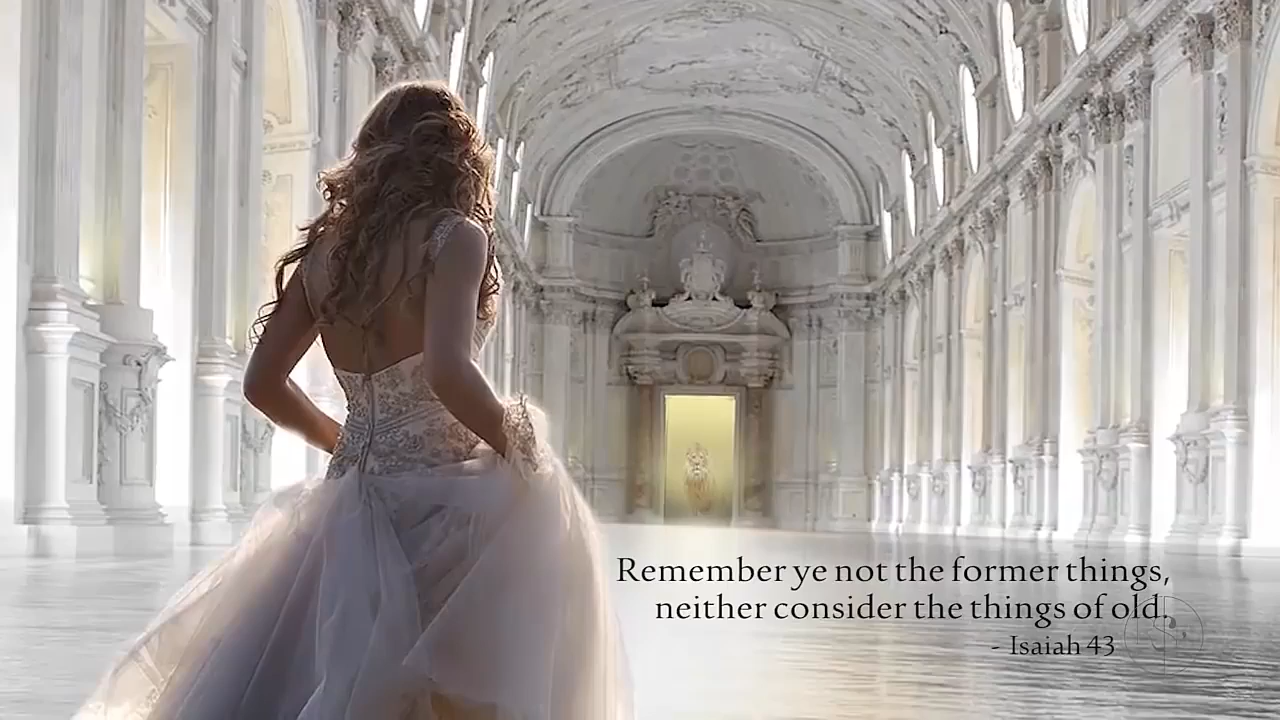 Remember ye not the former things,
neither consider the things of old.
- Isaiah 43